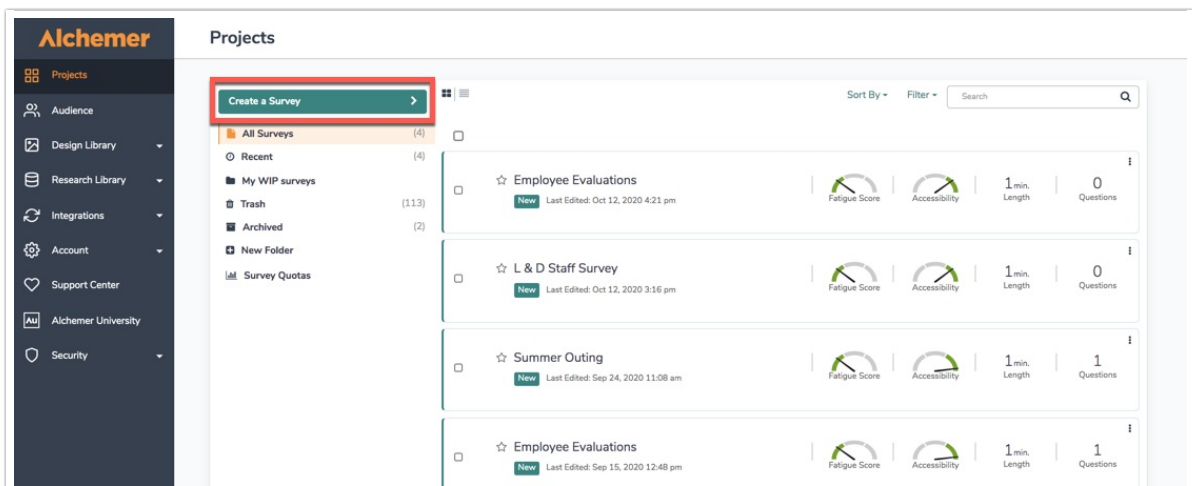 Alchemer
Projects
Audience
Design Library
Research Library
Integrations
Account
Support Center
Au Alchemer University
Security
Projects
Create a Survey
All Surveys (4)
Recent (4)
My WIP surveys
Trash (113)
Archived (2)
New Folder
Survey Quotas
Sort By Filter Search
Employee Evaluations
New Last Edited: Oct 12, 2020 4:21 pm
Fatigue Score Accessibility 1 min. Length 0 Questions
L & D Staff Survey
New Last Edited: Oct 12, 2020 3:16 pm
Fatigue Score Accessibility 1 min. Length 0 Questions
Summer Outing
New Last Edited: Sep 24, 2020 11:08 am
Fatigue Score Accessibility 1 min. Length 1 Questions
Employee Evaluations
New Last Edited: Sep 15, 2020 12:48 pm
Fatigue Score Accessibility 1 min. Length 1 Questions